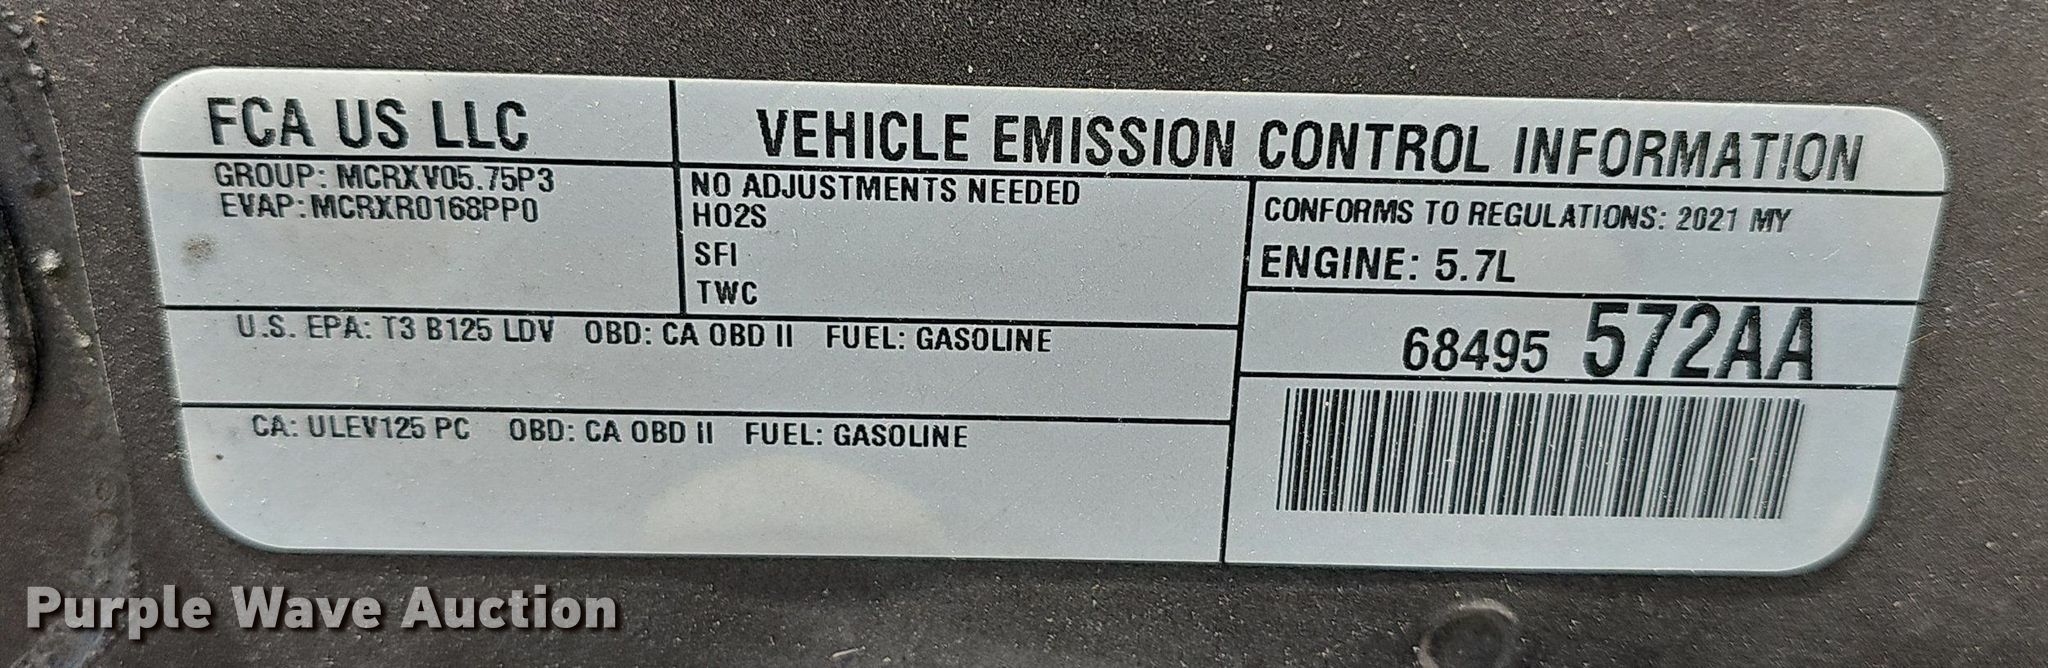 FCA US LLC
VEHICLE EMISSION CONTROL INFORMATION
GROUP: MCRXV05.75P3
EVAP: MCRXR0168PP0
NO ADJUSTMENTS NEEDED
HO2S
SFI
TWC
CONFORMS TO REGULATIONS: 2021 MY
ENGINE: 5.7L
U.S. EPA: T3 B125 LDV OBD: CA OBD II FUEL: GASOLINE
68495 572AA
CA: ULEV125 PC OBD: CA OBD II FUEL: GASOLINE
Purple Wave Auction